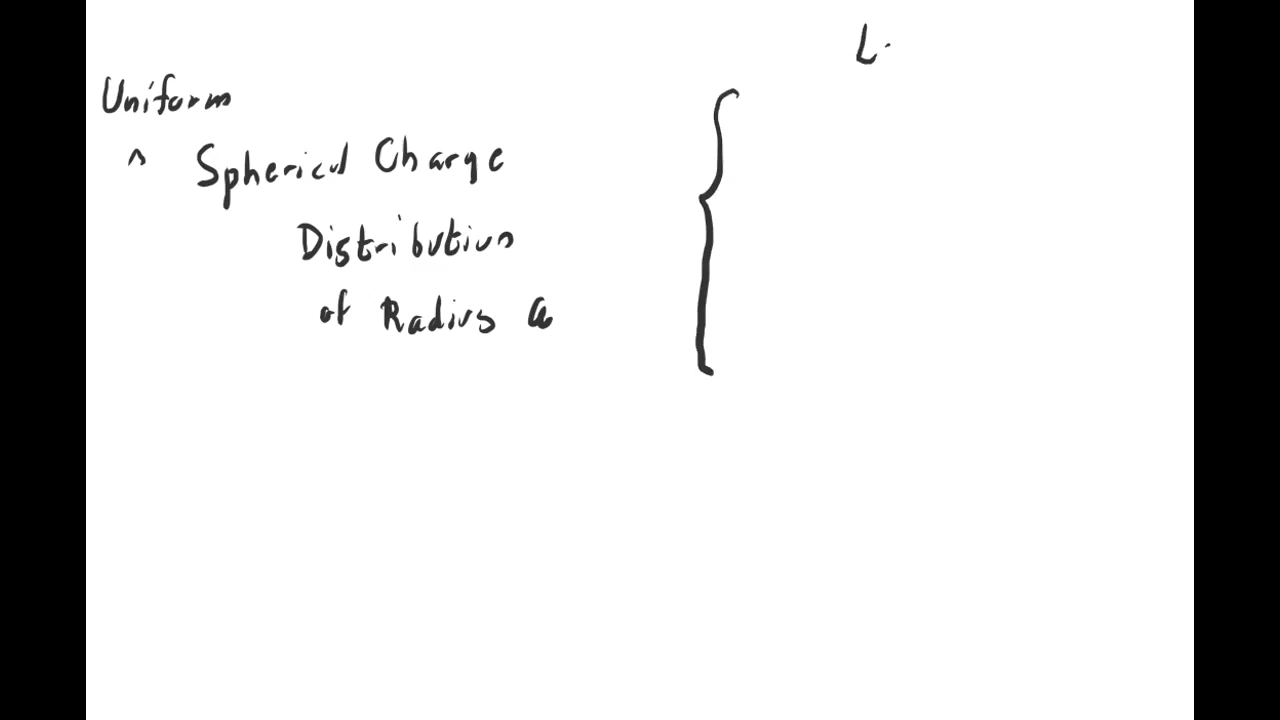 Uniform
^ Spherical Charge
Distribution
of Radius a
L